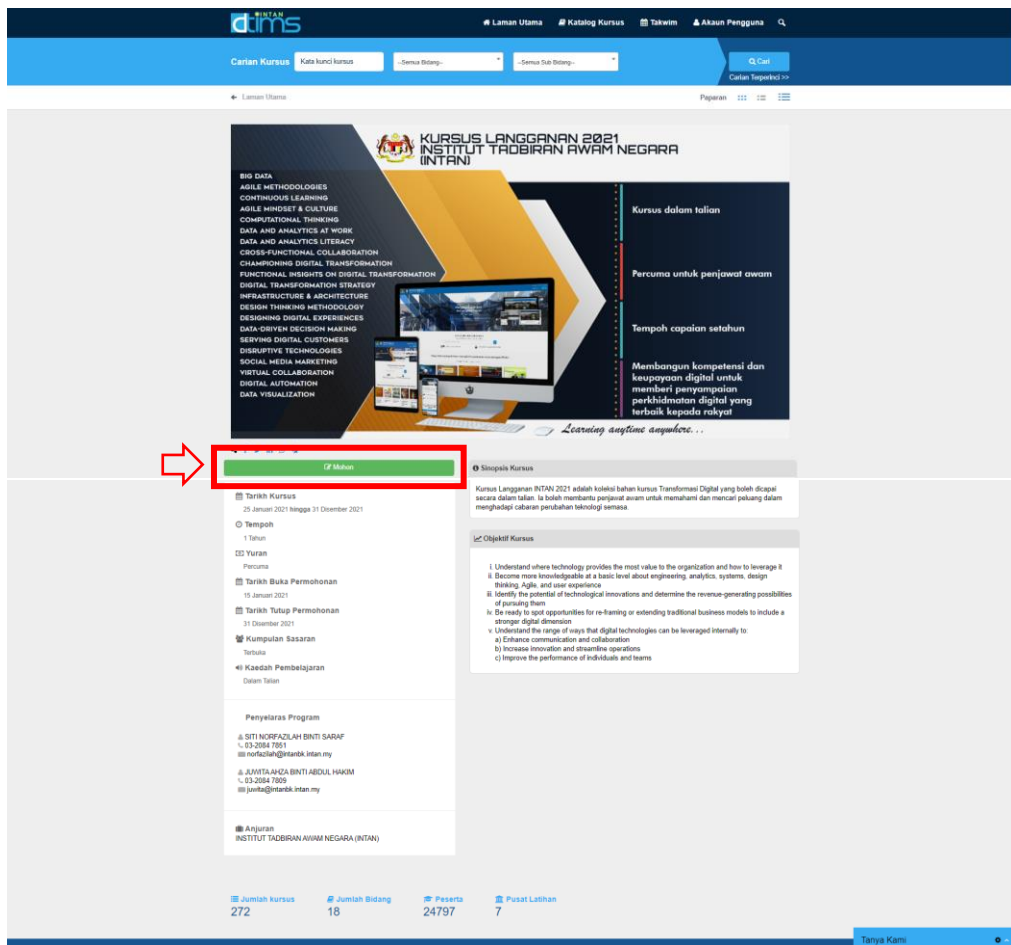 INTAN
dtims
Laman Utama
Katalog Kursus
Takwim
Akaun Pengguna
Carian Kursus
Kata kunci kursus
--Semua Bidang--
--Semua Sub Bidang--
Cari
Carian Terperinci >>
Laman Utama
Paparan
KURSUS LANGGANAN 2021
INSTITUT TADBIRAN AWAM NEGARA
(INTAN)
BIG DATA
AGILE METHODOLOGIES
CONTINUOUS LEARNING
AGILE MINDSET & CULTURE
COMPUTATIONAL THINKING
DATA AND ANALYTICS AT WORK
DATA AND ANALYTICS LITERACY
CROSS-FUNCTIONAL COLLABORATION
CHAMPIONING DIGITAL TRANSFORMATION
FUNCTIONAL INSIGHTS ON DIGITAL TRANSFORMATION
DIGITAL TRANSFORMATION STRATEGY
INFRASTRUCTURE & ARCHITECTURE
DESIGN THINKING METHODOLOGY
DESIGNING DIGITAL EXPERIENCES
DATA-DRIVEN DECISION MAKING
SERVING DIGITAL CUSTOMERS
DISRUPTIVE TECHNOLOGIES
SOCIAL MEDIA MARKETING
VIRTUAL COLLABORATION
DIGITAL AUTOMATION
DATA VISUALIZATION
Kursus dalam talian
Percuma untuk penjawat awam
Tempoh capaian setahun
Membangun kompetensi dan
keupayaan digital untuk
memberi penyampaian
perkhidmatan digital yang
terbaik kepada rakyat
Learning anytime anywhere...
Mohon
Tarikh Kursus
25 Januari 2021 hingga 31 Disember 2021
Tempoh
1 Tahun
Yuran
Percuma
Tarikh Buka Permohonan
15 Januari 2021
Tarikh Tutup Permohonan
31 Disember 2021
Kumpulan Sasaran
Terbuka
Kaedah Pembelajaran
Dalam Talian
Penyelaras Program
SITI NORFAZILAH BINTI SARAF
03-2084 7851
norfazilah@intanbk.intan.my
JUWITA AHZA BINTI ABDUL HAKIM
03-2084 7809
juwita@intanbk.intan.my
Anjuran
INSTITUT TADBIRAN AWAM NEGARA (INTAN)
Sinopsis Kursus
Kursus Langganan INTAN 2021 adalah koleksi bahan kursus Transformasi Digital yang boleh dicapai
secara dalam talian. Ia boleh membantu penjawat awam untuk memahami dan mencari peluang dalam
menghadapi cabaran perubahan teknologi semasa.
Objektif Kursus
i. Understand where technology provides the most value to the organization and how to leverage it
ii. Become more knowledgeable at a basic level about engineering, analytics, systems, design
thinking, Agile, and user experience
iii. Identify the potential of technological innovations and determine the revenue-generating possibilities
of pursuing them
iv. Be ready to spot opportunities for re-framing or extending traditional business models to include a
stronger digital dimension
v. Understand the range of ways that digital technologies can be leveraged internally to:
a) Enhance communication and collaboration
b) Increase innovation and streamline operations
c) Improve the performance of individuals and teams
Jumlah kursus
272
Jumlah Bidang
18
Peserta
24797
Pusat Latihan
7
Tanya Kami